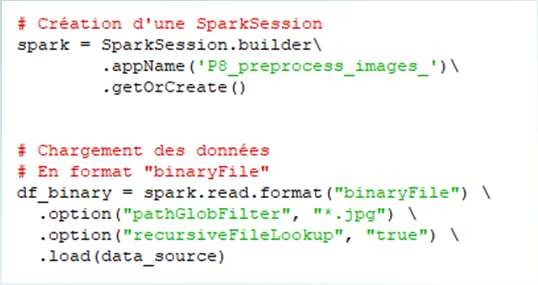 # Création d'une SparkSession
spark = SparkSession.builder\
        .appName('P8_preprocess_images_')\
        .getOrCreate()
# Chargement des données
# En format "binaryFile"
df_binary = spark.read.format("binaryFile") \
  .option("pathGlobFilter", "*.jpg") \
  .option("recursiveFileLookup", "true") \
  .load(data_source)